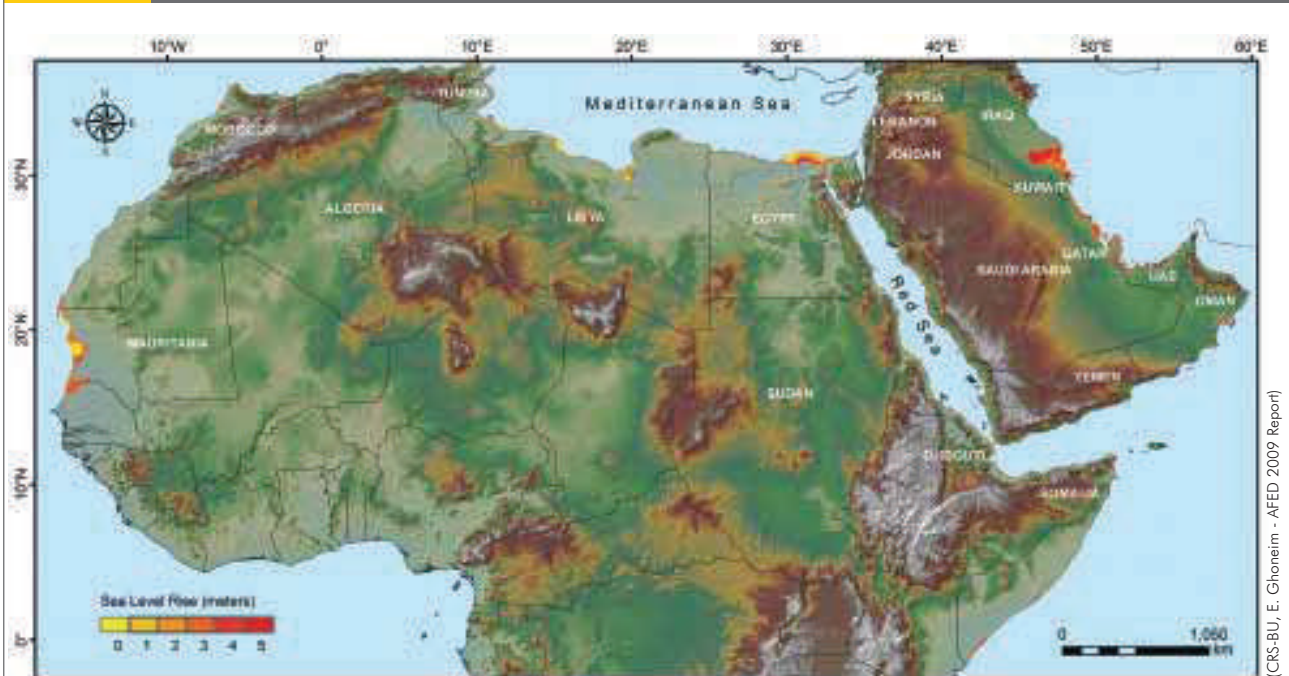 10°W 0° 10°E 20°E 30°E 40°E 50°E 60°E
N
W E
S
30°N
20°N
10°N
0°
Mediterranean Sea
TUNISIA
MOROCCO
SYRIA
LEBANON
IRAQ
JORDAN
KUWAIT
ALGERIA
LIBYA
EGYPT
QATAR
SAUDI ARABIA
UAE
OMAN
Red Sea
MAURITANIA
YEMEN
SUDAN
DJIBOUTI
SOMALIA
Sea Level Rise (meters)
0 1 2 3 4 5
0 1,050
km
(CRS-BU, E. Ghoneim - AFED 2009 Report)